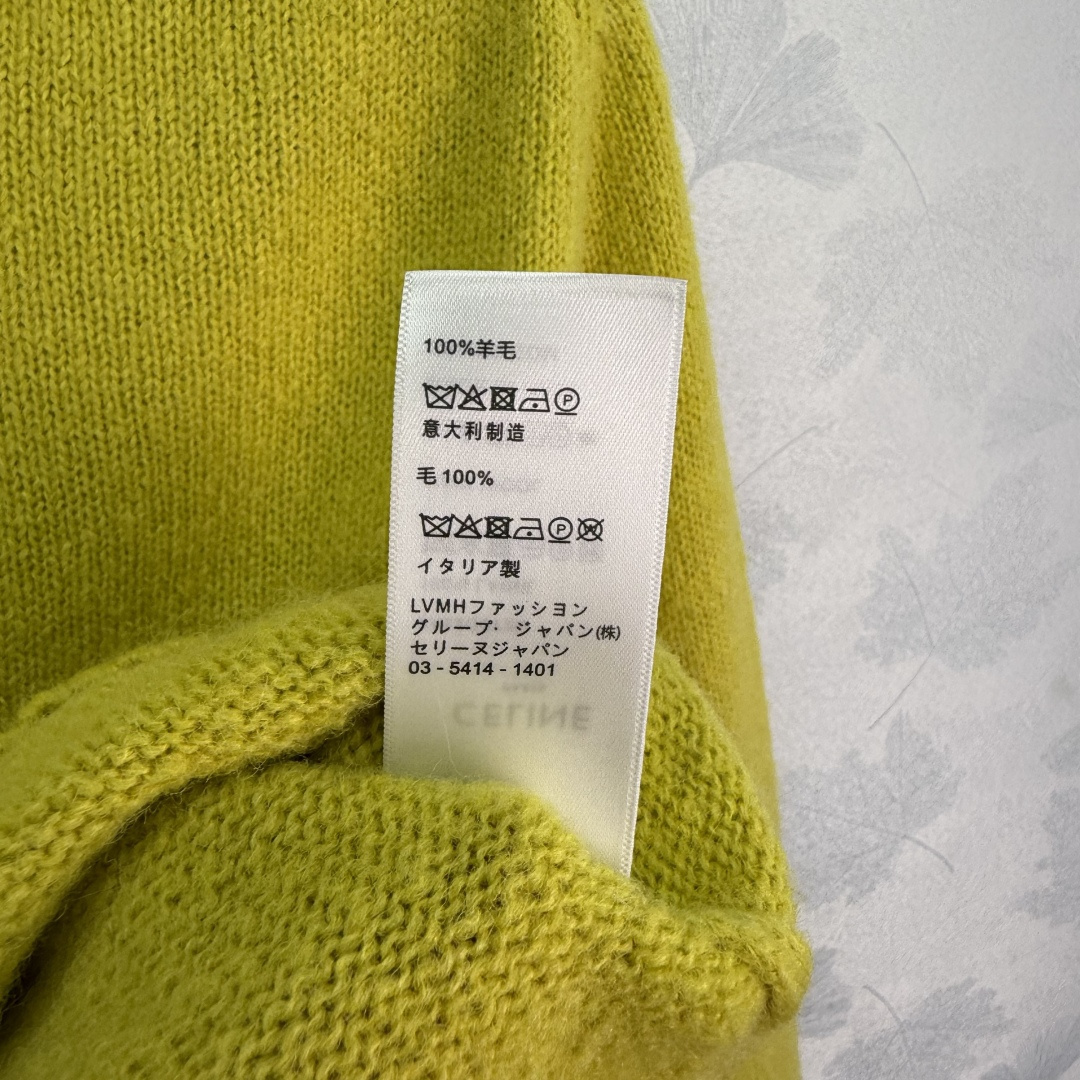 100%羊毛
P
意大利制造
毛 100%
P W
イタリア製
LVMHファッション
グループ・ジャパン(株)
セリーヌジャパン
03 - 5414 - 1401
CELINE